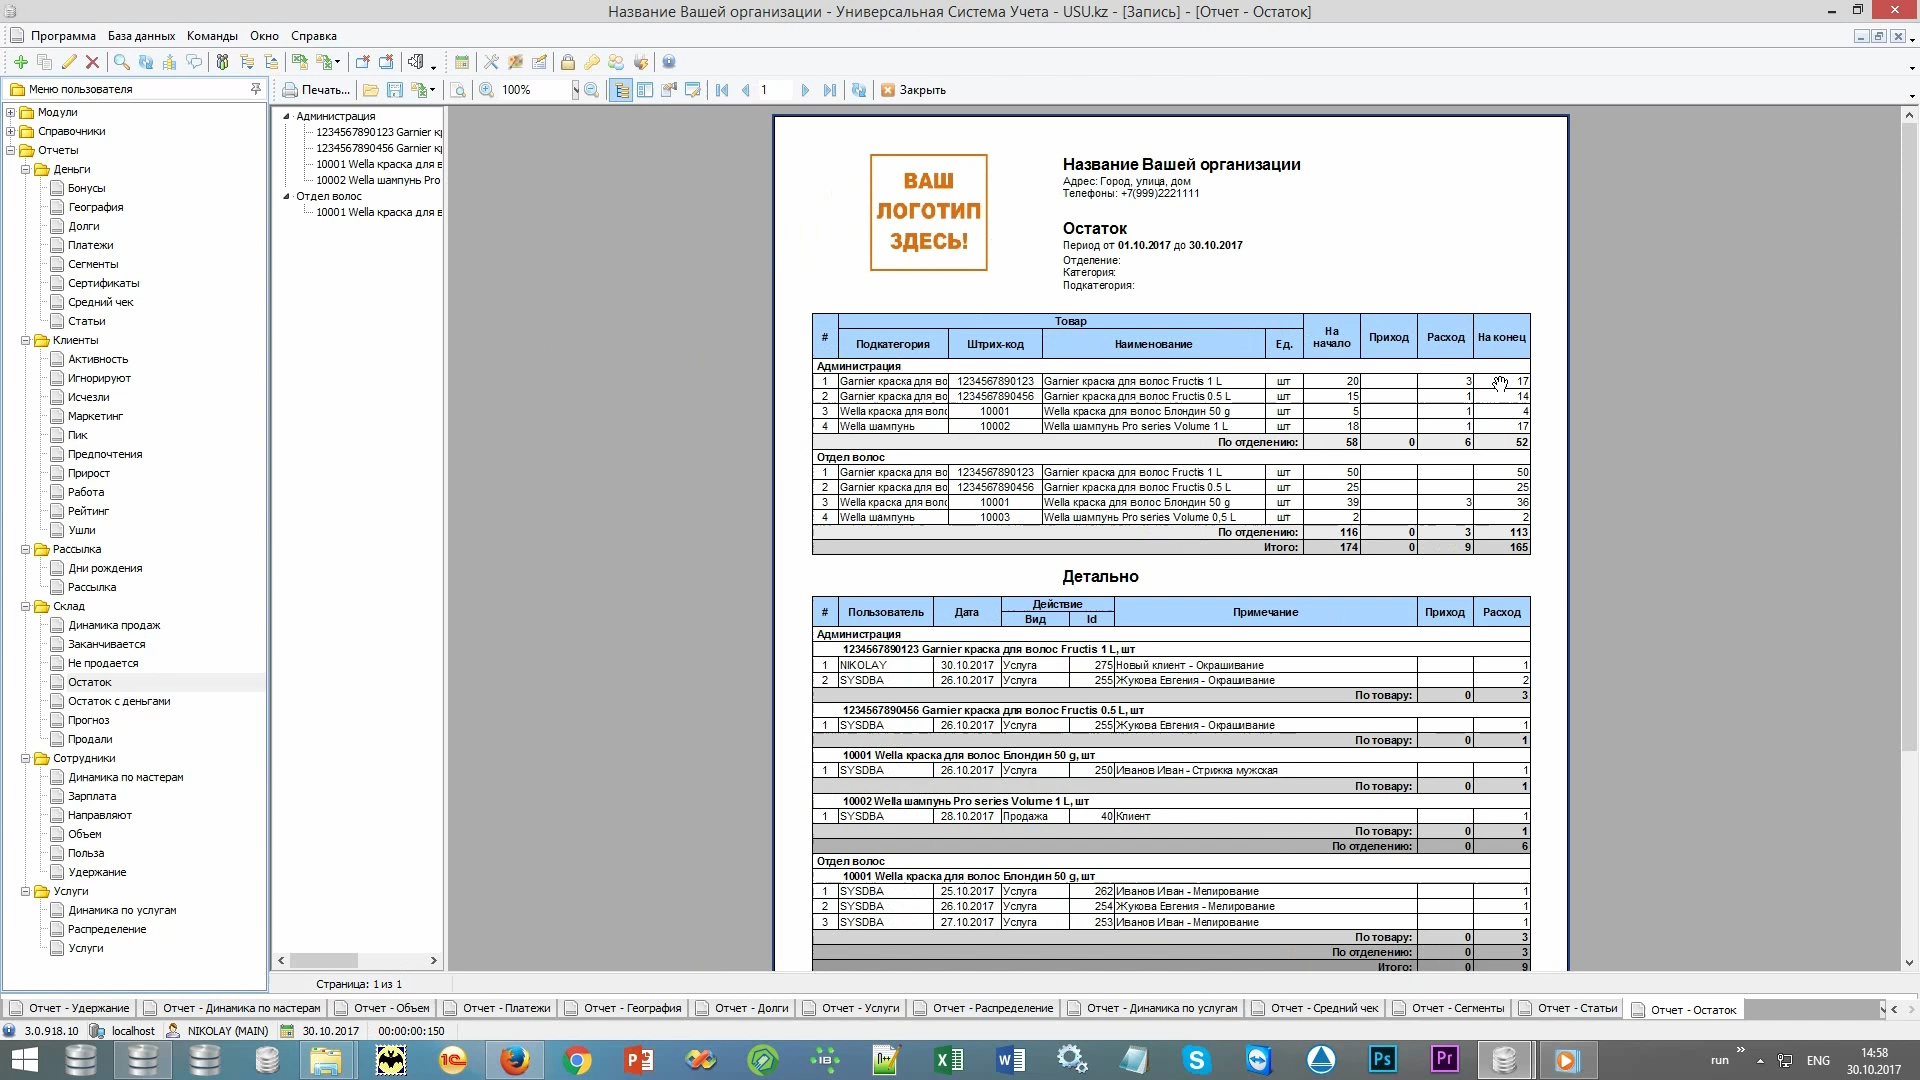 Название Вашей организации - Универсальная Система Учета - USU.kz - [Запись] - [Отчет - Остаток]
Программа База данных Команды Окно Справка
Меню пользователя
Печать... 100% 1 Закрыть
Модули
Справочники
Отчеты
Деньги
Бонусы
География
Долги
Платежи
Сегменты
Сертификаты
Средний чек
Статьи
Клиенты
Активность
Игнорируют
Исчезли
Маркетинг
Пик
Предпочтения
Прирост
Работа
Рейтинг
Ушли
Рассылка
Дни рождения
Рассылка
Склад
Динамика продаж
Заканчивается
Не продается
Остаток
Остаток с деньгами
Прогноз
Продали
Сотрудники
Динамика по мастерам
Зарплата
Направляют
Объем
Польза
Удержание
Услуги
Динамика по услугам
Распределение
Услуги
Администрация
1234567890123 Garnier к
1234567890456 Garnier к
10001 Wella краска для в
10002 Wella шампунь Pro
Отдел волос
10001 Wella краска для в
ВАШ
ЛОГОТИП
ЗДЕСЬ!
Название Вашей организации
Адрес: Город, улица, дом
Телефоны: +7(999)2221111
Остаток
Период от 01.10.2017 до 30.10.2017
Отделение:
Категория:
Подкатегория:
# Товар На начало Приход Расход На конец
Подкатегория Штрих-код Наименование Ед.
Администрация
1 Garnier краска для во 1234567890123 Garnier краска для волос Fructis 1 L шт 20 3 17
2 Garnier краска для во 1234567890456 Garnier краска для волос Fructis 0.5 L шт 15 1 14
3 Wella краска для воло 10001 Wella краска для волос Блондин 50 g шт 5 1 4
4 Wella шампунь 10002 Wella шампунь Pro series Volume 1 L шт 18 1 17
По отделению: 58 0 6 52
Отдел волос
1 Garnier краска для во 1234567890123 Garnier краска для волос Fructis 1 L шт 50 50
2 Garnier краска для во 1234567890456 Garnier краска для волос Fructis 0.5 L шт 25 25
3 Wella краска для воло 10001 Wella краска для волос Блондин 50 g шт 39 3 36
4 Wella шампунь 10003 Wella шампунь Pro series Volume 0,5 L шт 2 2
По отделению: 116 0 3 113
Итого: 174 0 9 165
Детально
# Пользователь Дата Действие Примечание Приход Расход
Вид Id
Администрация
1234567890123 Garnier краска для волос Fructis 1 L, шт
1 NIKOLAY 30.10.2017 Услуга 275 Новый клиент - Окрашивание 1
2 SYSDBA 26.10.2017 Услуга 255 Жукова Евгения - Окрашивание 2
По товару: 0 3
1234567890456 Garnier краска для волос Fructis 0.5 L, шт
1 SYSDBA 26.10.2017 Услуга 255 Жукова Евгения - Окрашивание 1
По товару: 0 1
10001 Wella краска для волос Блондин 50 g, шт
1 SYSDBA 26.10.2017 Услуга 250 Иванов Иван - Стрижка мужская 1
По товару: 0 1
10002 Wella шампунь Pro series Volume 1 L, шт
1 SYSDBA 28.10.2017 Продажа 40 Клиент 1
По товару: 0 1
По отделению: 0 6
Отдел волос
10001 Wella краска для волос Блондин 50 g, шт
1 SYSDBA 25.10.2017 Услуга 262 Иванов Иван - Мелирование 1
2 SYSDBA 26.10.2017 Услуга 254 Жукова Евгения - Мелирование 1
3 SYSDBA 27.10.2017 Услуга 253 Иванов Иван - Мелирование 1
По товару: 0 3
По отделению: 0 3
Итого: 0 9
Страница: 1 из 1
Отчет - Удержание Отчет - Динамика по мастерам Отчет - Объем Отчет - Платежи Отчет - География Отчет - Долги Отчет - Услуги Отчет - Распределение Отчет - Динамика по услугам Отчет - Средний чек Отчет - Сегменты Отчет - Статьи Отчет - Остаток
3.0.918.10 localhost NIKOLAY (MAIN) 30.10.2017 00:00:00:150
run ENG 14:58
30.10.2017